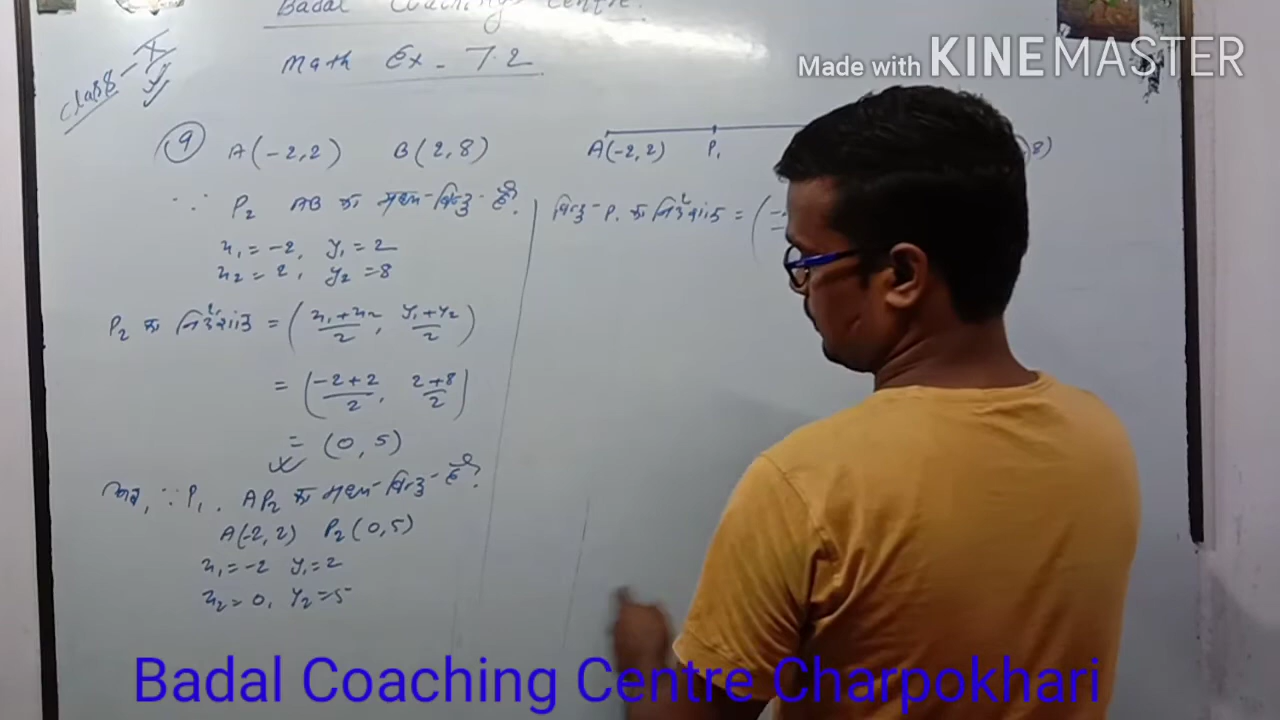 Badal Coaching Centre.
Made with KINEMASTER
Math Ex - 7.2
class - X
9 A(-2,2) B(2,8)
∵ P₂ AB का मध्य-बिन्दु है।
x₁ = -2, y₁ = 2
x₂ = 2, y₂ = 8
P₂ का निर्देशांक = (x₁+x₂/2, y₁+y₂/2)
= (-2+2/2, 2+8/2)
= (0, 5)
अब, ∵ P₁, AP₂ का मध्य-बिन्दु है।
A(-2,2) P₂(0,5)
x₁ = -2 y₁ = 2
x₂ = 0, y₂ = 5
A(-2,2) P₁ 8)
बिन्दु P₁ का निर्देशांक = (
Badal Coaching Centre Charpokhari